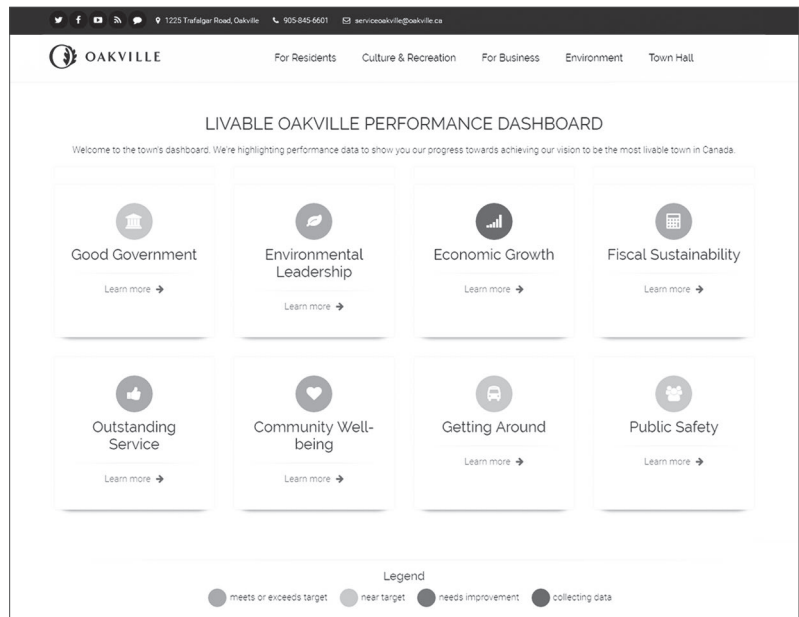 1225 Trafalgar Road, Oakville 905-845-6601 serviceoakville@oakville.ca
OAKVILLE For Residents Culture & Recreation For Business Environment Town Hall
LIVABLE OAKVILLE PERFORMANCE DASHBOARD
Welcome to the town's dashboard. We're highlighting performance data to show you our progress towards achieving our vision to be the most livable town in Canada.
Good Government
Learn more
Environmental
Leadership
Learn more
Economic Growth
Learn more
Fiscal Sustainability
Learn more
Outstanding
Service
Learn more
Community Well-
being
Learn more
Getting Around
Learn more
Public Safety
Learn more
Legend
meets or exceeds target near target needs improvement collecting data